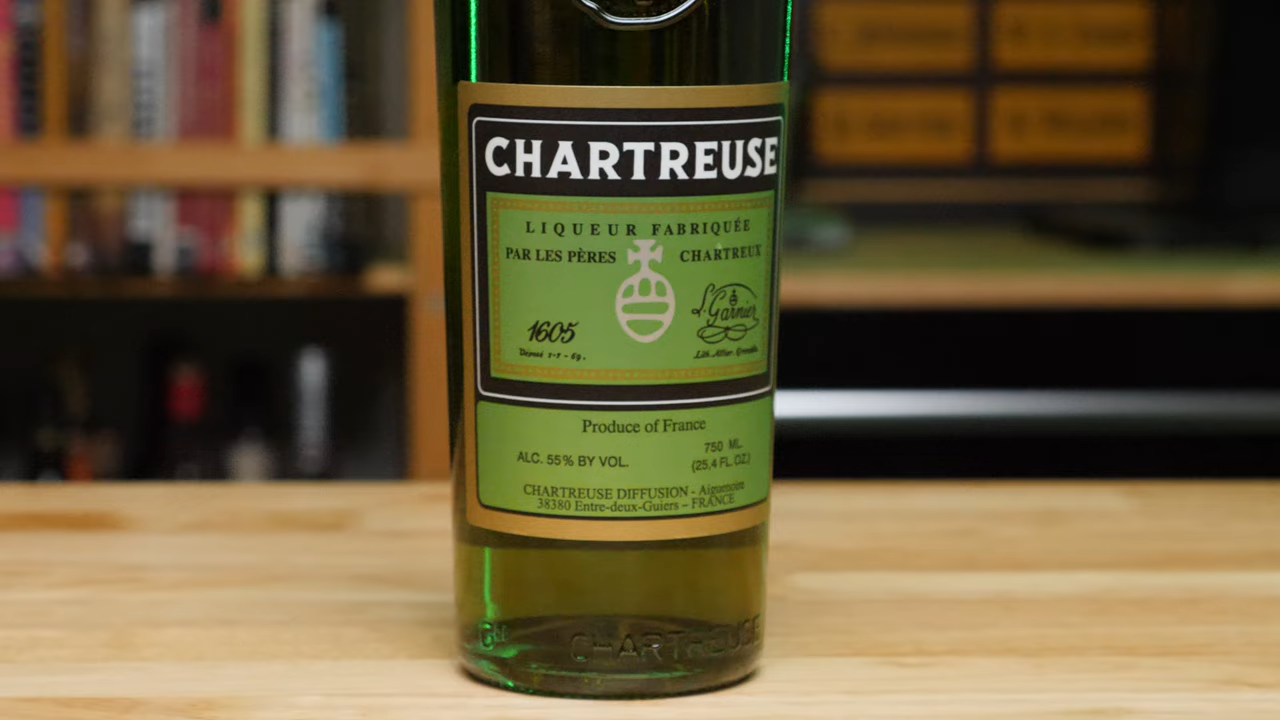 CHARTREUSE
LIQUEUR FABRIQUÉE
PAR LES PÈRES CHARTREUX
1605
L. Garnier
Produce of France
750 ML.
ALC. 55% BY VOL.
(25,4 FL.OZ.)
CHARTREUSE DIFFUSION - Aiguenoire
38380 Entre-deux-Guiers – FRANCE
CHARTREUSE